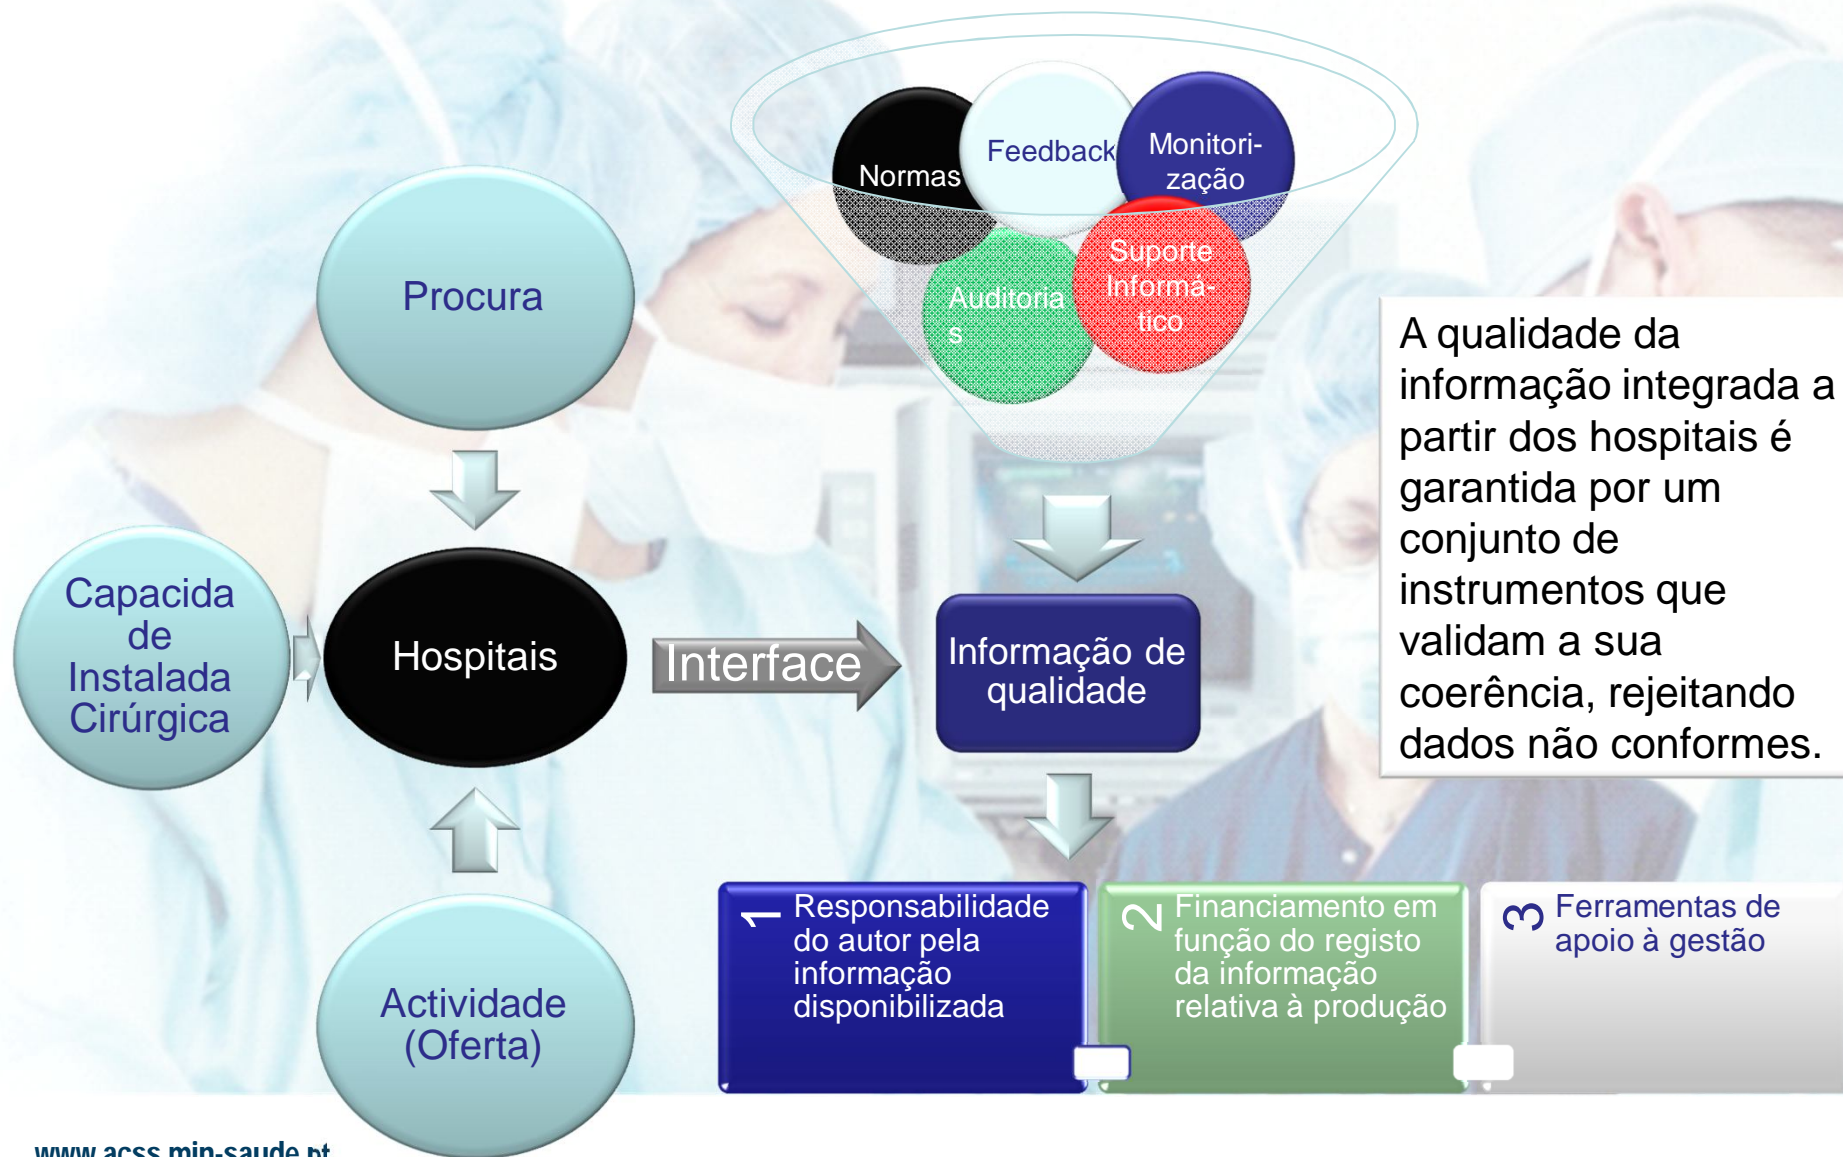 Procura
Capacida
de
Instalada
Cirúrgica
Hospitais
Actividade
(Oferta)
Interface
Normas
Feedback
Monitori-
zação
Auditoria
s
Suporte
Informá-
tico
Informação de
qualidade
A qualidade da
informação integrada a
partir dos hospitais é
garantida por um
conjunto de
instrumentos que
validam a sua
coerência, rejeitando
dados não conformes.
1
Responsabilidade
do autor pela
informação
disponibilizada
2
Financiamento em
função do registo
da informação
relativa à produção
3
Ferramentas de
apoio à gestão
www.acss.min-saude.pt